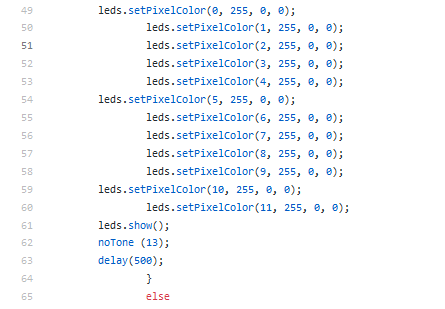 49 leds.setPixelColor(0, 255, 0, 0);
50 leds.setPixelColor(1, 255, 0, 0);
51 leds.setPixelColor(2, 255, 0, 0);
52 leds.setPixelColor(3, 255, 0, 0);
53 leds.setPixelColor(4, 255, 0, 0);
54 leds.setPixelColor(5, 255, 0, 0);
55 leds.setPixelColor(6, 255, 0, 0);
56 leds.setPixelColor(7, 255, 0, 0);
57 leds.setPixelColor(8, 255, 0, 0);
58 leds.setPixelColor(9, 255, 0, 0);
59 leds.setPixelColor(10, 255, 0, 0);
60 leds.setPixelColor(11, 255, 0, 0);
61 leds.show();
62 noTone (13);
63 delay(500);
64 }
65 else